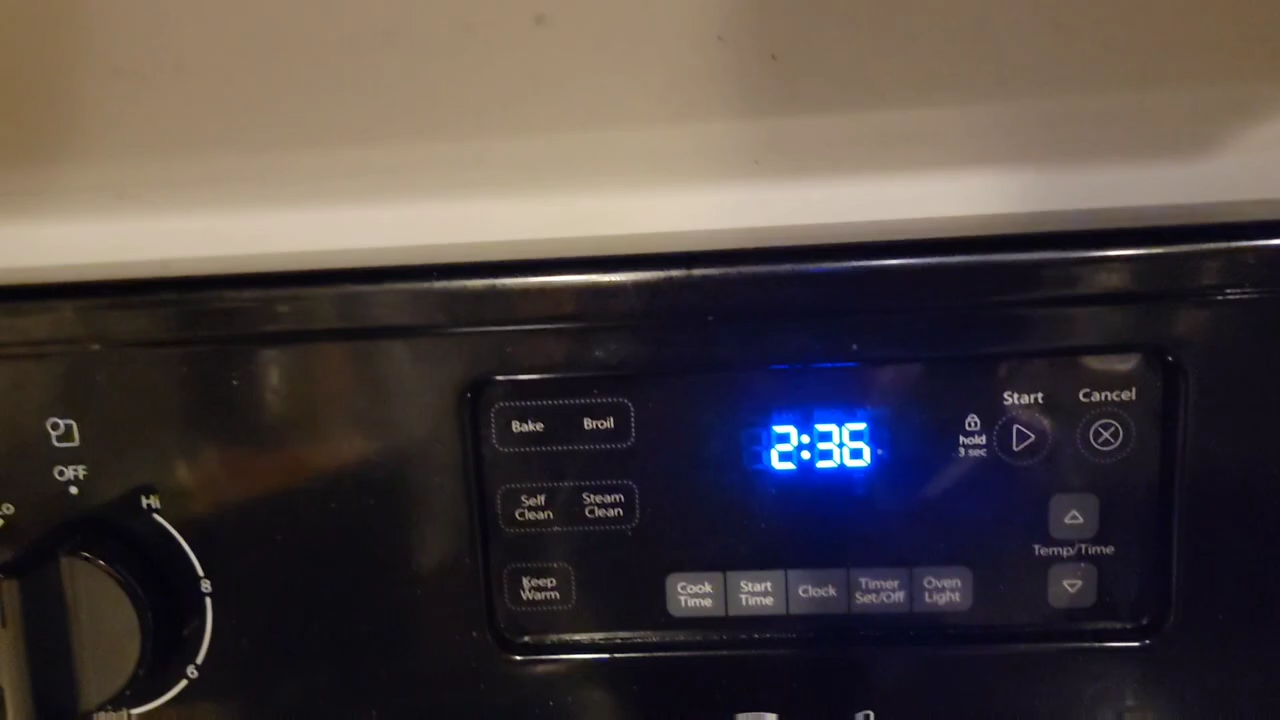 Bake Broil
2:36
Start Cancel
hold
3 sec
OFF
Lo
Hi
Self
Clean
Steam
Clean
Temp/Time
8
Keep
Warm
Cook
Time
Start
Time
Clock
Timer
Set/Off
Oven
Light
6